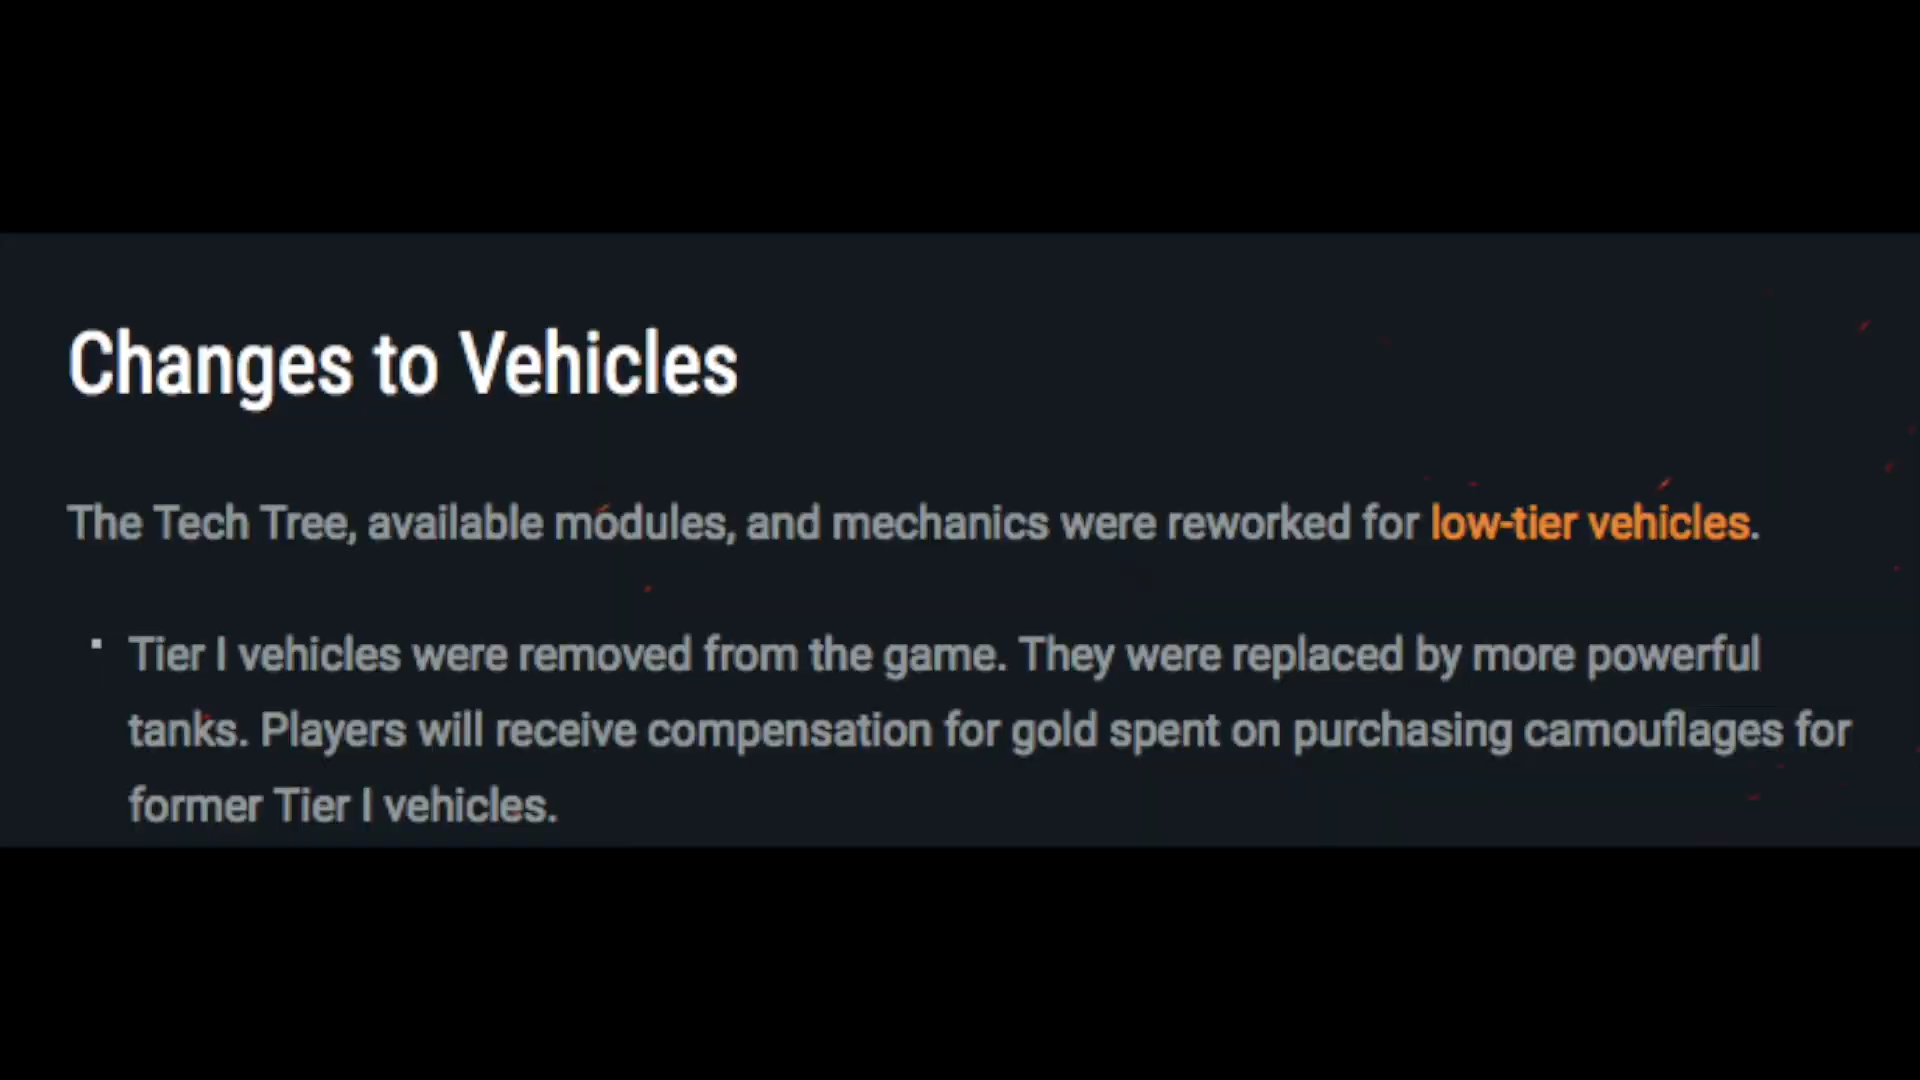 Changes to Vehicles
The Tech Tree, available modules, and mechanics were reworked for low-tier vehicles.
▪ Tier I vehicles were removed from the game. They were replaced by more powerful
tanks. Players will receive compensation for gold spent on purchasing camouflages for
former Tier I vehicles.